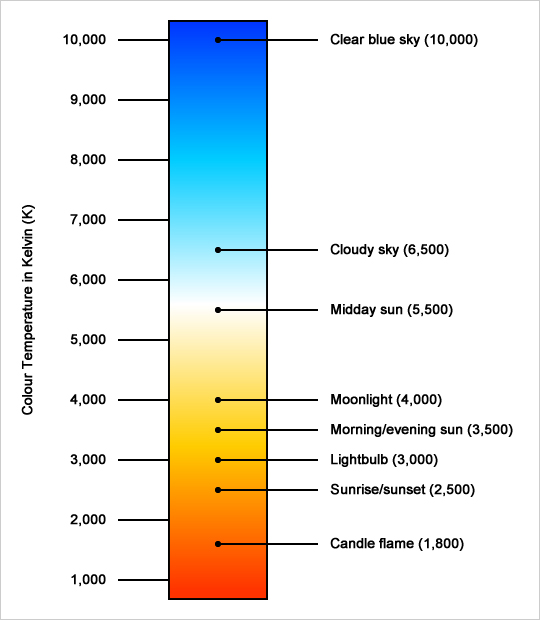 Colour Temperature in Kelvin (K)
10,000
Clear blue sky (10,000)
9,000
8,000
7,000
Cloudy sky (6,500)
6,000
Midday sun (5,500)
5,000
4,000
Moonlight (4,000)
Morning/evening sun (3,500)
3,000
Lightbulb (3,000)
Sunrise/sunset (2,500)
2,000
Candle flame (1,800)
1,000